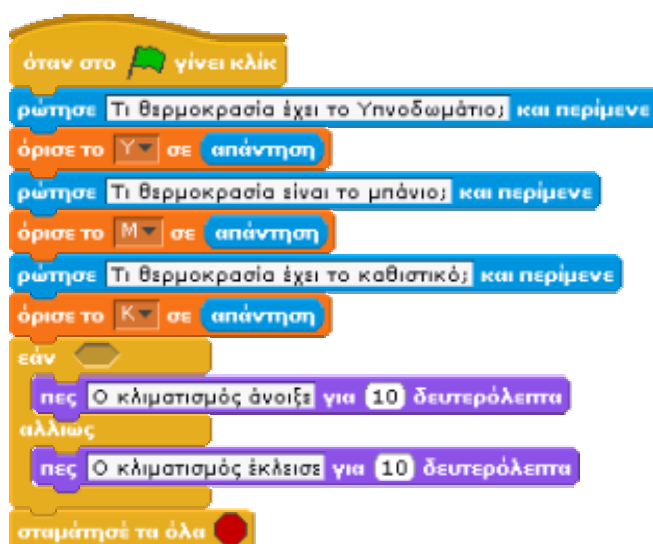 όταν στο γίνει κλίκ
ρώτησε Τι θερμοκρασία έχει το Υπνοδωμάτιο; και περίμενε
όρισε το Υ σε απάντηση
ρώτησε Τι θερμοκρασία είναι το μπάνιο; και περίμενε
όρισε το Μ σε απάντηση
ρώτησε Τι θερμοκρασία έχει το καθιστικό; και περίμενε
όρισε το Κ σε απάντηση
εάν
πες Ο κλιματισμός άνοιξε για 10 δευτερόλεπτα
αλλιώς
πες Ο κλιματισμός έκλεισε για 10 δευτερόλεπτα
σταμάτησέ τα όλα